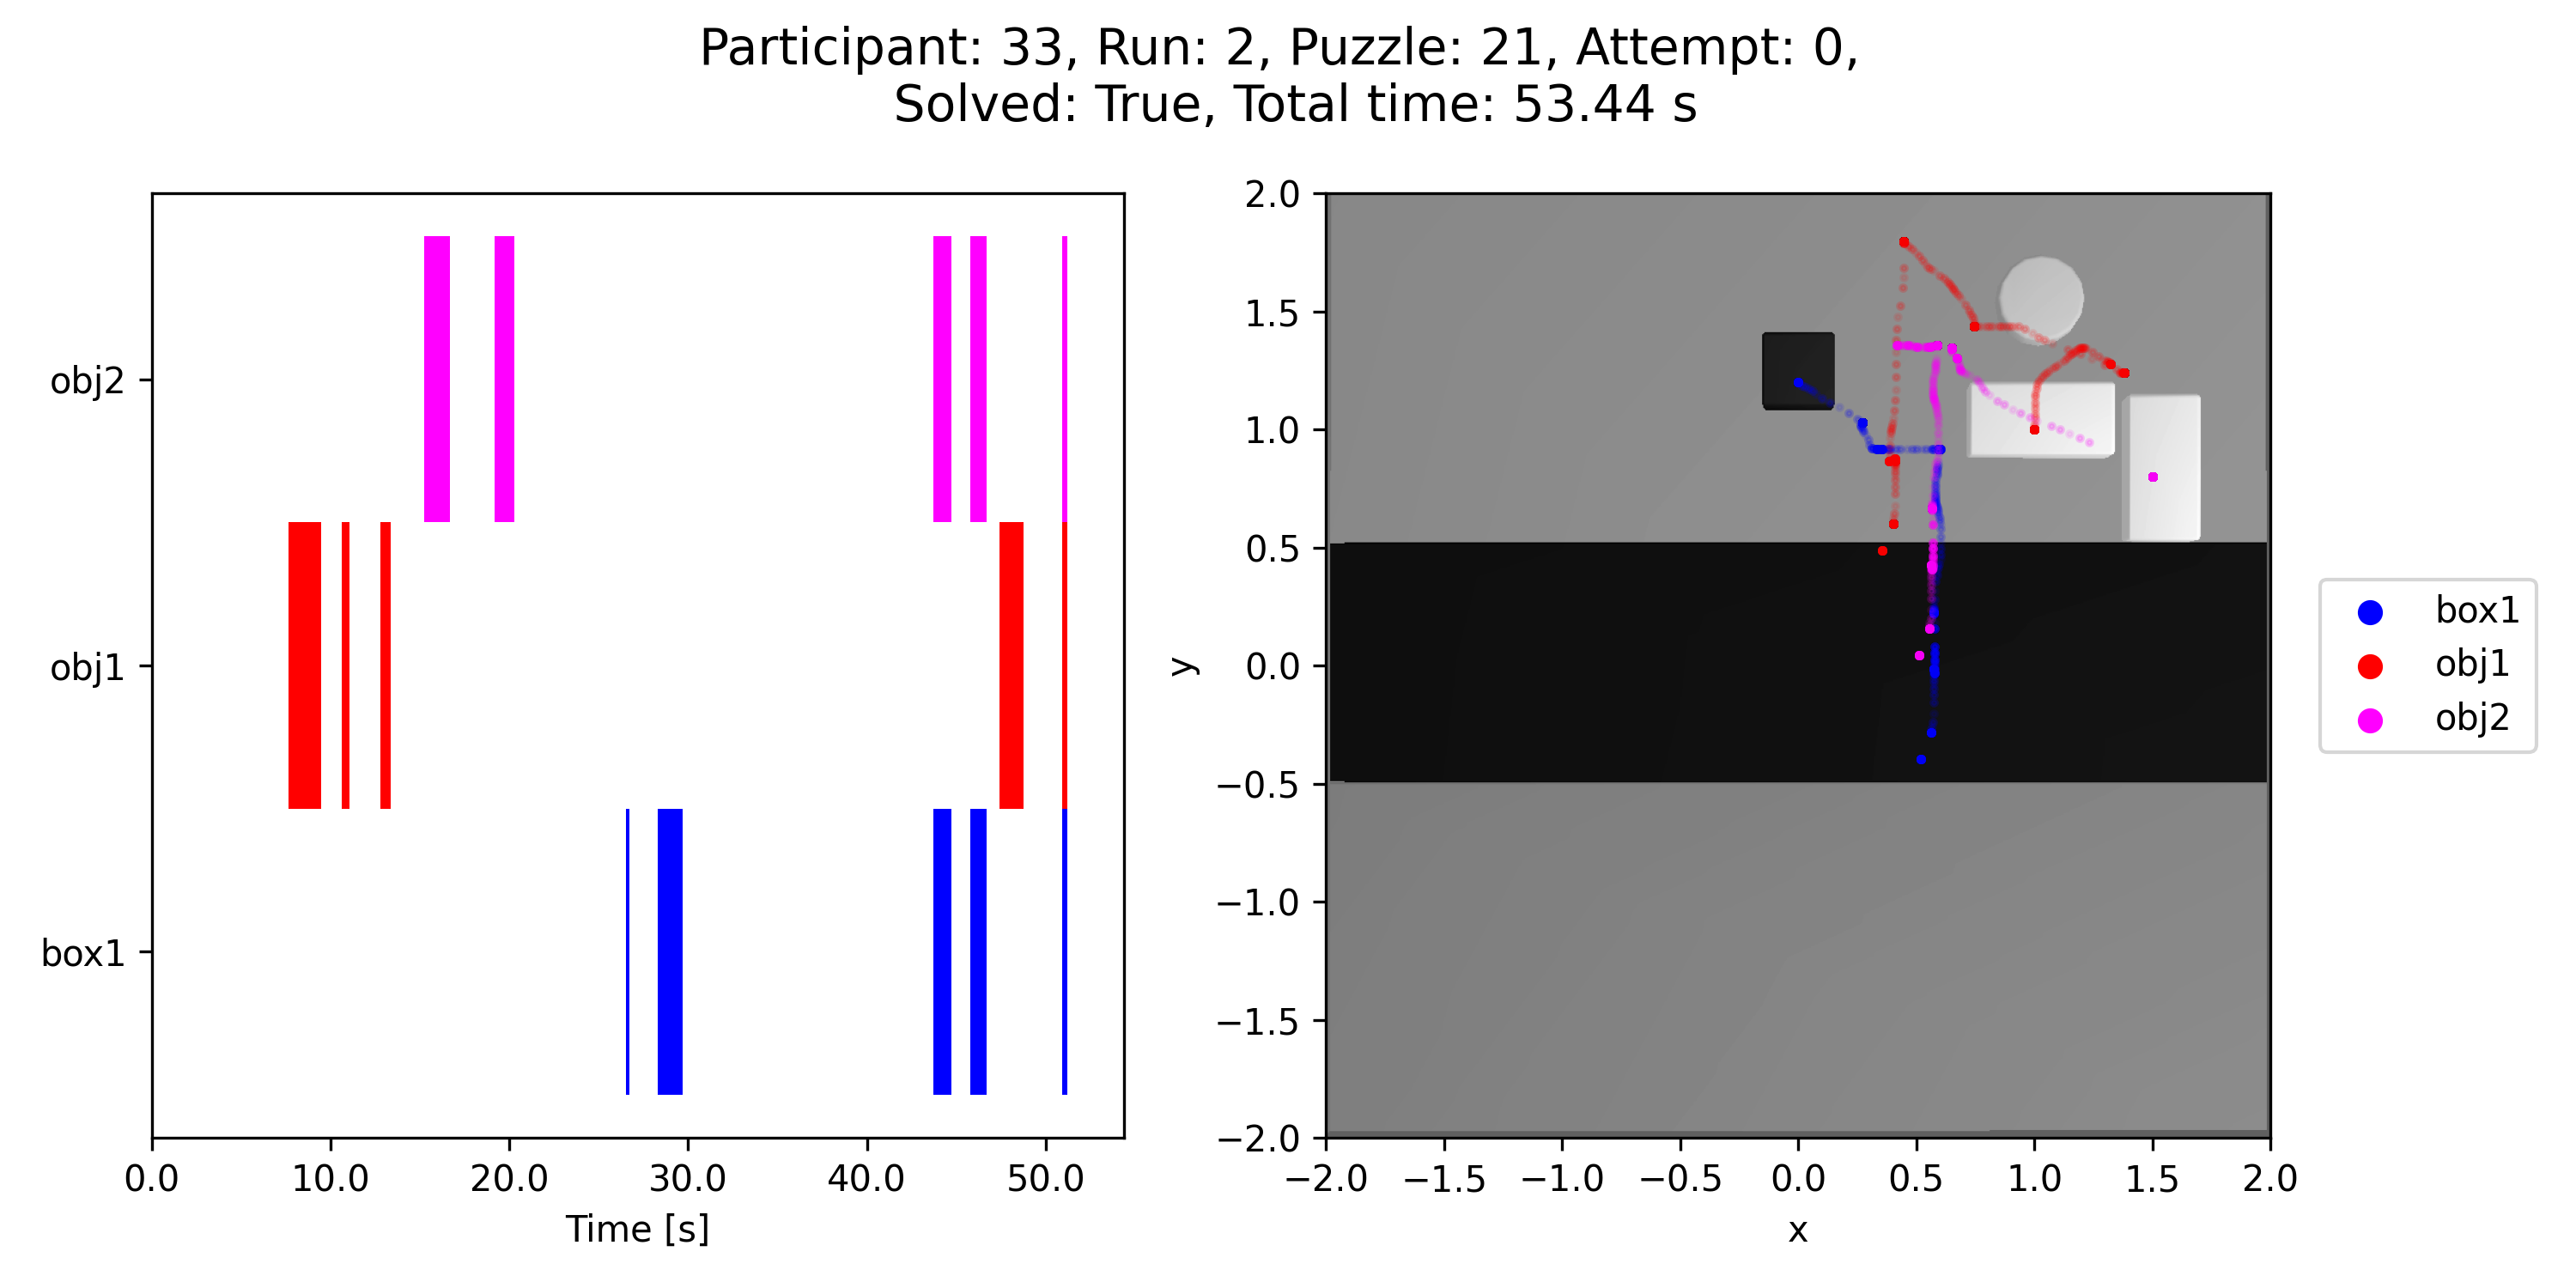 Participant: 33, Run: 2, Puzzle: 21, Attempt: 0,
Solved: True, Total time: 53.44 s
obj2
obj1
box1
0.0 10.0 20.0 30.0 40.0 50.0
Time [s]
2.0
1.5
1.0
0.5
0.0
−0.5
−1.0
−1.5
−2.0
y
−2.0 −1.5 −1.0 −0.5 0.0 0.5 1.0 1.5 2.0
x
box1
obj1
obj2